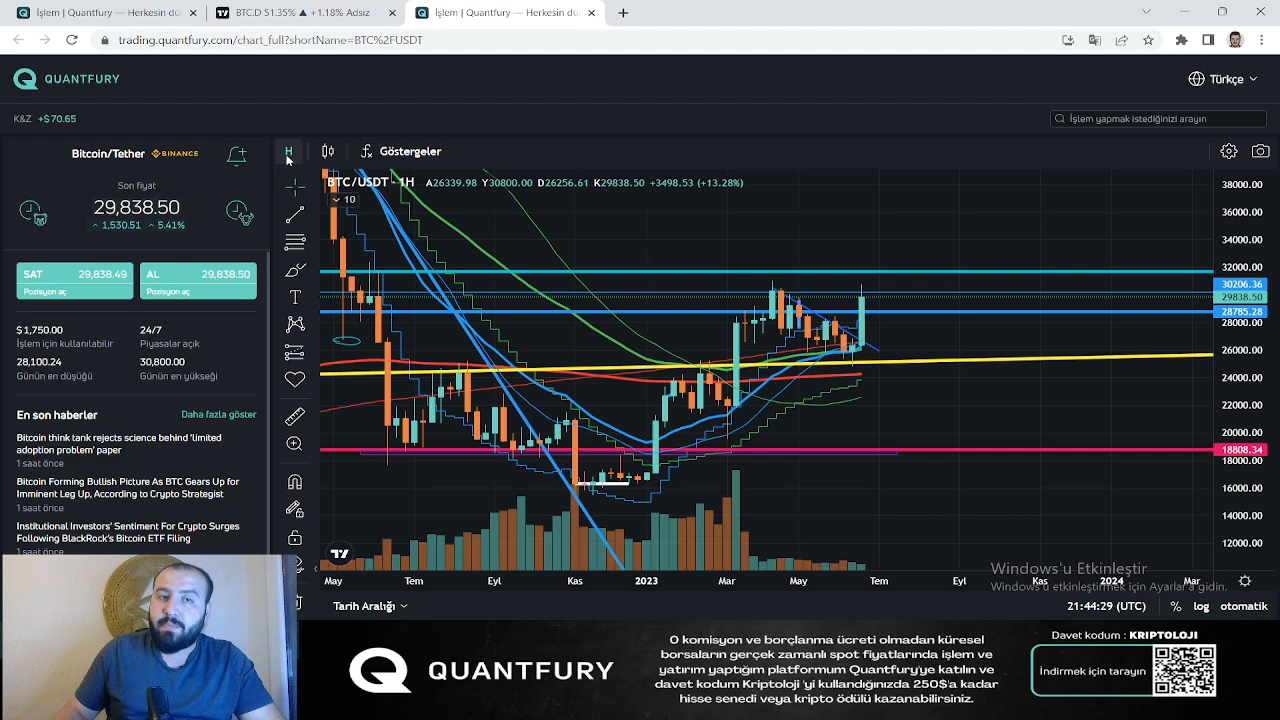 İşlem | Quantfury — Herkesin dü
BTC.D 51.35% ▲ +1.18% Adsız
İşlem | Quantfury — Herkesin dü
trading.quantfury.com/chart_full?shortName=BTC%2FUSDT
QUANTFURY
Türkçe
K&Z +$70.65
İşlem yapmak istediğinizi arayın
Bitcoin/Tether BINANCE
Son fiyat
29,838.50
1,530.51 5.41%
SAT 29,838.49
Pozisyon aç
AL 29,838.50
Pozisyon aç
$1,750.00
İşlem için kullanılabilir
24/7
Piyasalar açık
28,100.24
Günün en düşüğü
30,800.00
Günün en yükseği
En son haberler Daha fazla göster
Bitcoin think tank rejects science behind 'limited
adoption problem' paper
1 saat önce
Bitcoin Forming Bullish Picture As BTC Gears Up for
Imminent Leg Up, According to Crypto Strategist
1 saat önce
Institutional Investors' Sentiment For Crypto Surges
Following BlackRock's Bitcoin ETF Filing
1 saat önce
H
Göstergeler
BTC/USDT · 1H A26339.98 Y30800.00 D26256.61 K29838.50 +3498.53 (+13.28%)
10
38000.00
36000.00
34000.00
32000.00
30206.36
29838.50
28785.28
28000.00
26000.00
24000.00
22000.00
20000.00
18808.34
18000.00
16000.00
14000.00
12000.00
May Tem Eyl Kas 2023 Mar May Tem Eyl Kas 2024 Mar
Windows'u Etkinleştir
Windows'u etkinleştirmek için Ayarlar'a gidin.
Tarih Aralığı
21:44:29 (UTC) % log otomatik
QUANTFURY
0 komisyon ve borçlanma ücreti olmadan küresel
borsaların gerçek zamanlı spot fiyatlarında işlem ve
yatırım yaptığım platformum Quantfury'ye katılın ve
davet kodum Kriptoloji 'yi kullandığınızda 250$'a kadar
hisse senedi veya kripto ödülü kazanabilirsiniz.
Davet kodum : KRIPTOLOJI
İndirmek için tarayın